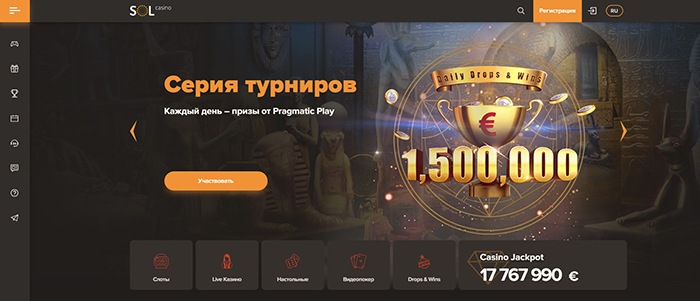 SOL casino
Регистрация
RU
Daily Drops & Wins
Серия турниров
Каждый день – призы от Pragmatic Play
€
1,500,000
Участвовать
Слоты
Live Казино
Настольные
Видеопокер
Drops & Wins
Casino Jackpot
17 767 990 €